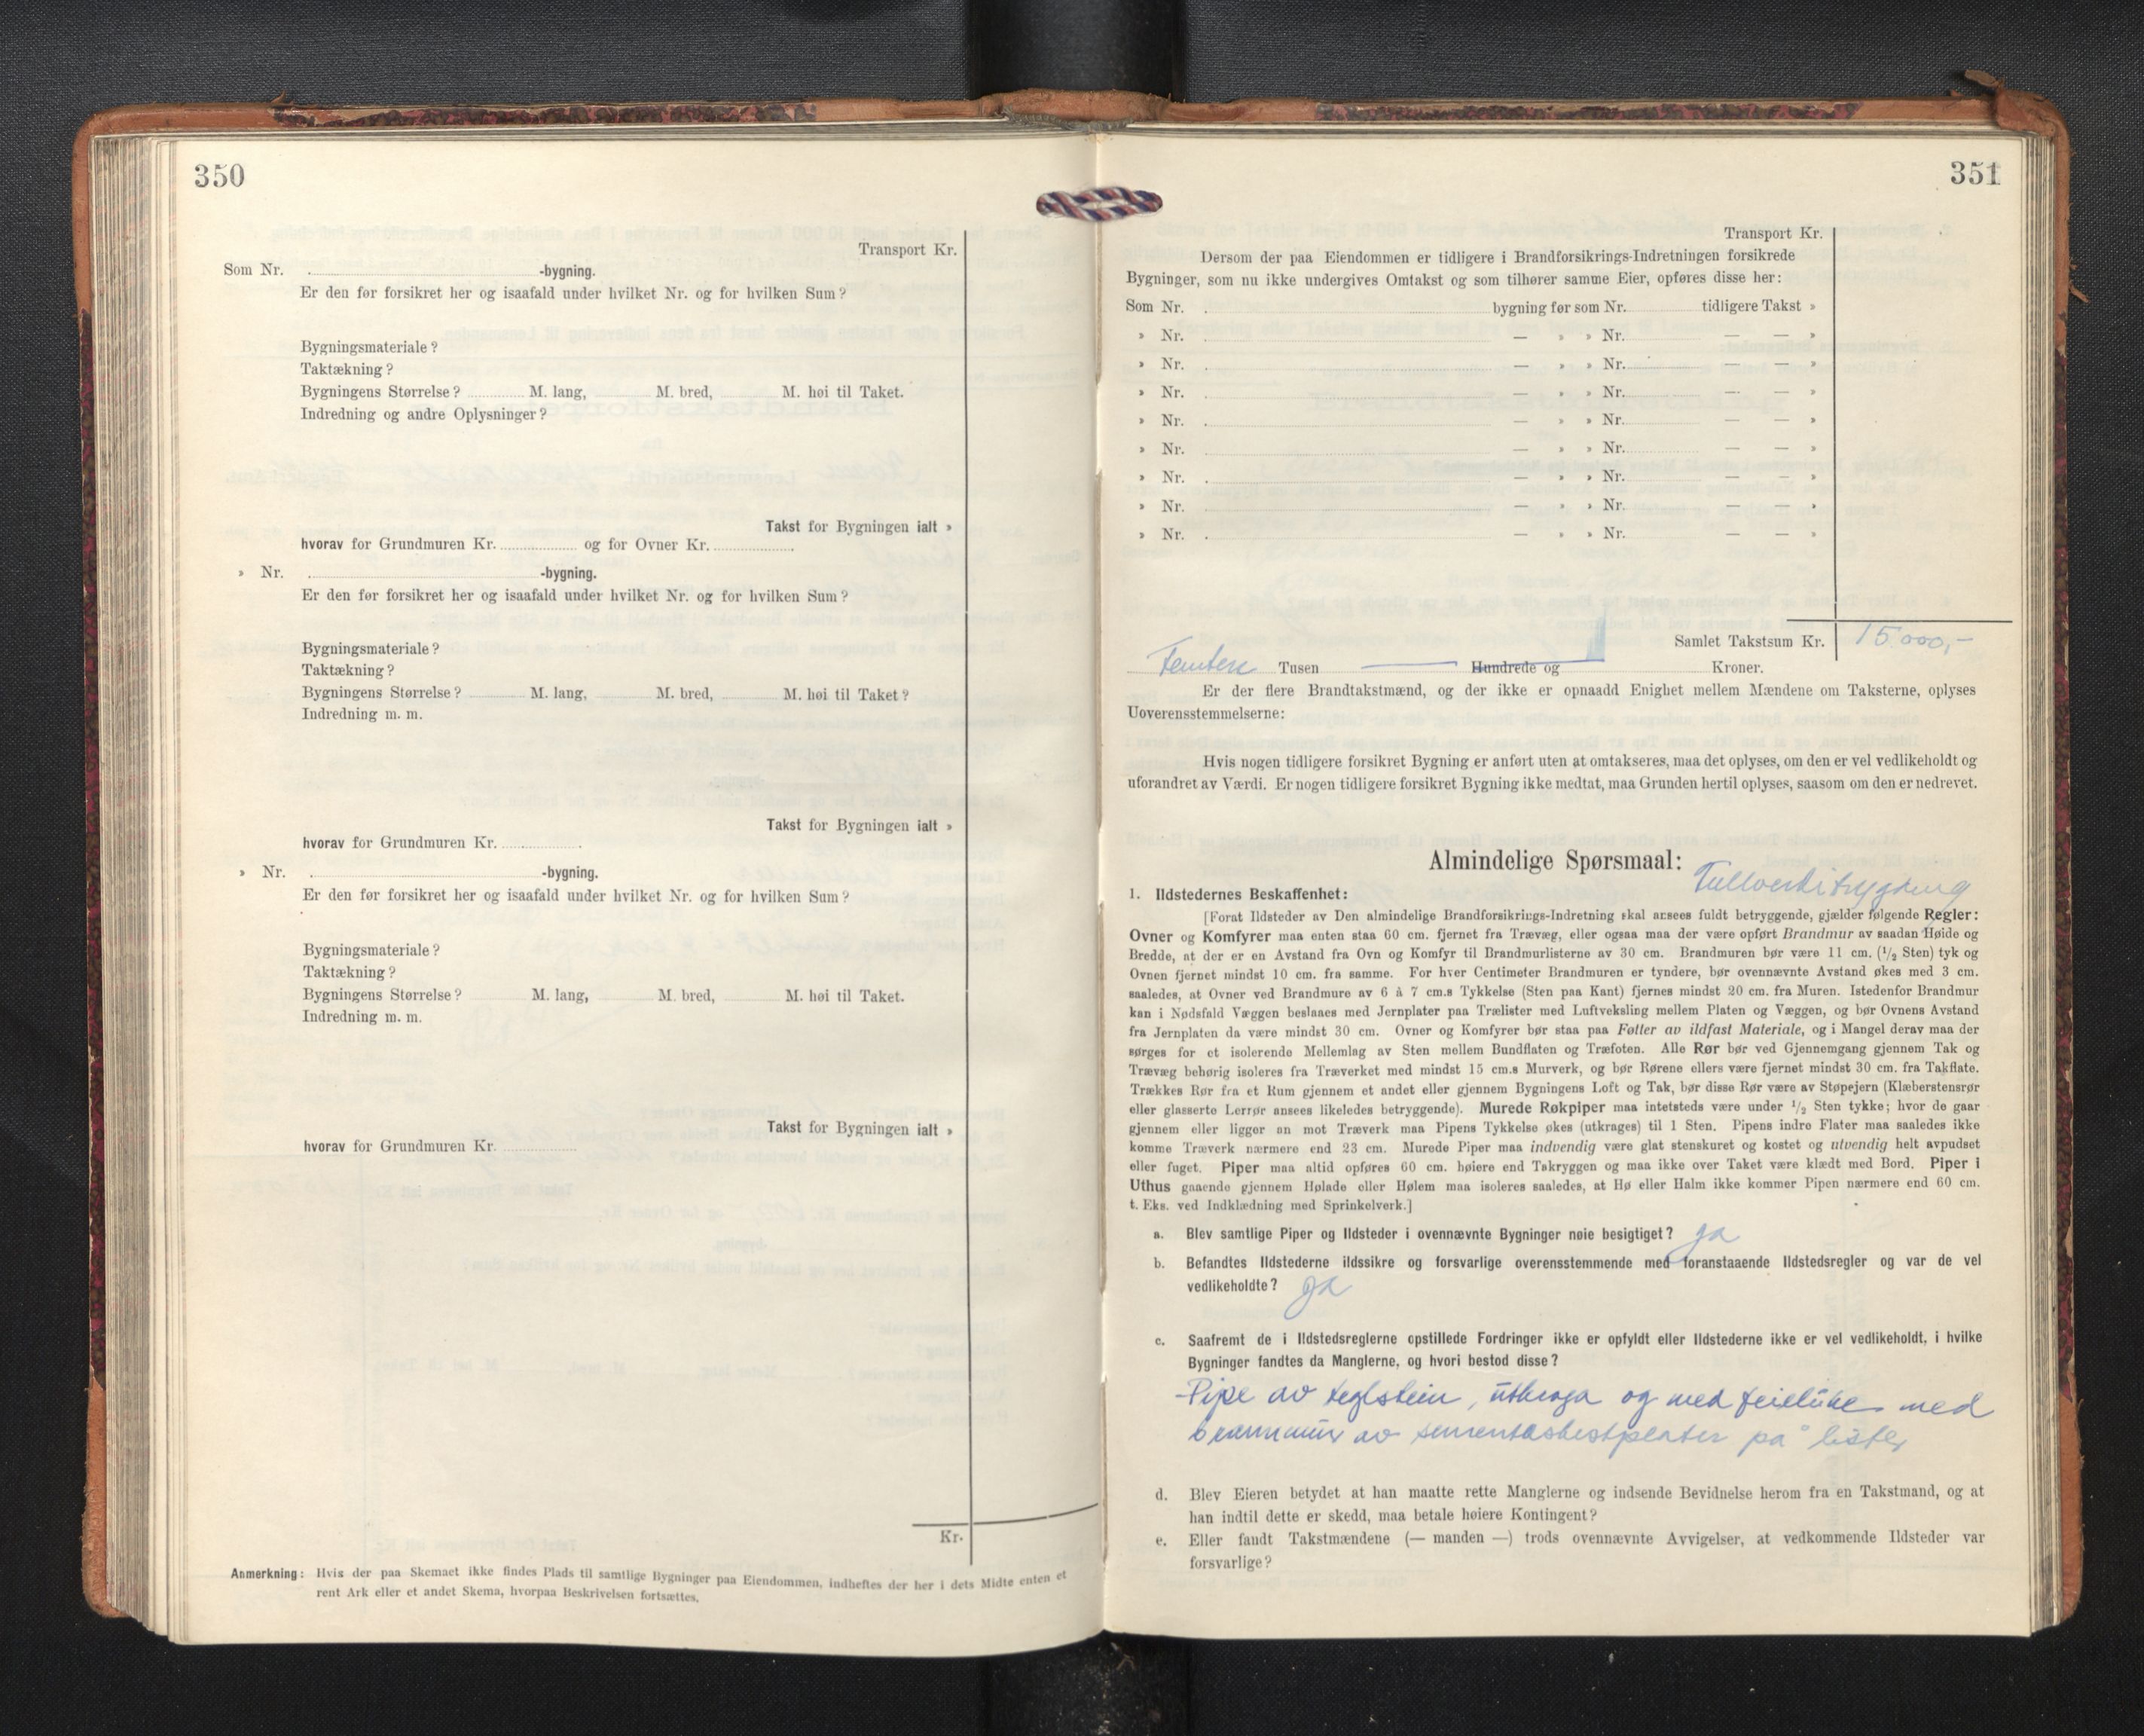 350
Transport Kr.
Som Nr. -bygning.
Er den før forsikret her og isaafald under hvilket Nr. og for hvilken Sum?
Bygningsmateriale?
Taktækning?
Bygningens Størrelse? M. lang, M. bred, M. høi til Taket.
Indredning og andre Oplysninger?
Takst for Bygningen ialt »
hvorav for Grundmuren Kr. og for Ovner Kr.
» Nr. -bygning.
Er den før forsikret her og isaafald under hvilket Nr. og for hvilken Sum?
Bygningsmateriale?
Taktækning?
Bygningens Størrelse? M. lang, M. bred, M. høi til Taket?
Indredning m. m.
Takst for Bygningen ialt »
hvorav for Grundmuren Kr.
» Nr. -bygning.
Er den før forsikret her og isaafald under hvilket Nr. og for hvilken Sum?
Bygningsmateriale?
Taktækning?
Bygningens Størrelse? M. lang, M. bred, M. høi til Taket.
Indredning m. m.
Takst for Bygningen ialt »
hvorav for Grundmuren Kr.
Kr.
Anmerkning: Hvis der paa Skemaet ikke findes Plads til samtlige Bygninger paa Eiendommen, indheftes der her i dets Midte enten et
rent Ark eller et andet Skema, hvorpaa Beskrivelsen fortsættes.
351
Transport Kr.
Dersom der paa Eiendommen er tidligere i Brandforsikrings-Indretningen forsikrede
Bygninger, som nu ikke undergives Omtakst og som tilhører samme Eier, opføres disse her:
Som Nr. bygning før som Nr. tidligere Takst »
» Nr. — » » Nr. — — »
» Nr. — » » Nr. — — »
» Nr. — » » Nr. — — »
» Nr. — » » Nr. — — »
» Nr. — » » Nr. — — »
» Nr. — » » Nr. — — »
» Nr. — » » Nr. — — »
» Nr. — » » Nr. — — »
Samlet Takstsum Kr. 15000,-
Femten Tusen Hundrede og Kroner.
Er der flere Brandtakstmænd, og der ikke er opnaadd Enighet mellem Mændene om Taksterne, oplyses
Uoverensstemmelserne:
Hvis nogen tidligere forsikret Bygning er anført uten at omtakseres, maa det oplyses, om den er vel vedlikeholdt og
uforandret av Værdi. Er nogen tidligere forsikret Bygning ikke medtat, maa Grunden hertil oplyses, saasom om den er nedrevet.
Almindelige Spørsmaal:
1. Ildstedernes Beskaffenhet:
[Forat Ildsteder av Den almindelige Brandforsikrings-Indretning skal ansees fuldt betryggende, gjælder følgende Regler:
Ovner og Komfyrer maa enten staa 60 cm. fjernet fra Trævæg, eller ogsaa maa der være opført Brandmur av saadan Høide og
Bredde, at der er en Avstand fra Ovn og Komfyr til Brandmurlisterne av 30 cm. Brandmuren bør være 11 cm. (1/2 Sten) tyk og
Ovnen fjernet mindst 10 cm. fra samme. For hver Centimeter Brandmuren er tyndere, bør ovennævnte Avstand økes med 3 cm.
saaledes, at Ovner ved Brandmure av 6 à 7 cm.s Tykkelse (Sten paa Kant) fjernes mindst 20 cm. fra Muren. Istedenfor Brandmur
kan i Nødsfald Væggen beslaaes med Jernplater paa Trælister med Luftveksling mellem Platen og Væggen, og bør Ovnens Avstand
fra Jernplaten da være mindst 30 cm. Ovner og Komfyrer bør staa paa Føtter av ildfast Materiale, og i Mangel derav maa der
sørges for et isolerende Mellemlag av Sten mellem Bundflaten og Træfoten. Alle Rør bør ved Gjennemgang gjennem Tak og
Trævæg behørig isoleres fra Træverket med mindst 15 cm.s Murverk, og bør Rørene ellers være fjernet mindst 30 cm. fra Takflate.
Trækkes Rør fra et Rum gjennem et andet eller gjennem Bygningens Loft og Tak, bør disse Rør være av Støpejern (Klæberstensrør
eller glasserte Lerrør ansees likeledes betryggende). Murede Røkpiper maa intetsteds være under 1/2 Sten tykke; hvor de gaar
gjennem eller ligger an mot Træverk maa Pipens Tykkelse økes (utkrages) til 1 Sten. Pipens indre Flater maa saaledes ikke
komme Træverk nærmere end 23 cm. Murede Piper maa indvendig være glat stenskuret og kostet og utvendig helt avpudset
eller fuget. Piper maa altid opføres 60 cm. høiere end Takryggen og maa ikke over Taket være klædt med Bord. Piper i
Uthus gaaende gjennem Hølade eller Hølem maa isoleres saaledes, at Hø eller Halm ikke kommer Pipen nærmere end 60 cm.
t. Eks. ved Indklædning med Sprinkelverk.]
a. Blev samtlige Piper og Ildsteder i ovennævnte Bygninger nøie besigtiget? ja
b. Befandtes Ildstederne ildssikre og forsvarlige overensstemmende med foranstaaende Ildstedsregler og var de vel
vedlikeholdte? ja
c. Saafremt de i Ildstedsreglerne opstillede Fordringer ikke er opfyldt eller Ildstederne ikke er vel vedlikeholdt, i hvilke
Bygninger fandtes da Manglerne, og hvori bestod disse?
Pipe av teglstein, utkraga og med feieluke med
brannmur av sementasbestplater på lister
d. Blev Eieren betydet at han maatte rette Manglerne og indsende Bevidnelse herom fra en Takstmand, og at
han indtil dette er skedd, maa betale høiere Kontingent?
e. Eller fandt Takstmændene (— manden —) trods ovennævnte Avvigelser, at vedkommende Ildsteder var
forsvarlige?